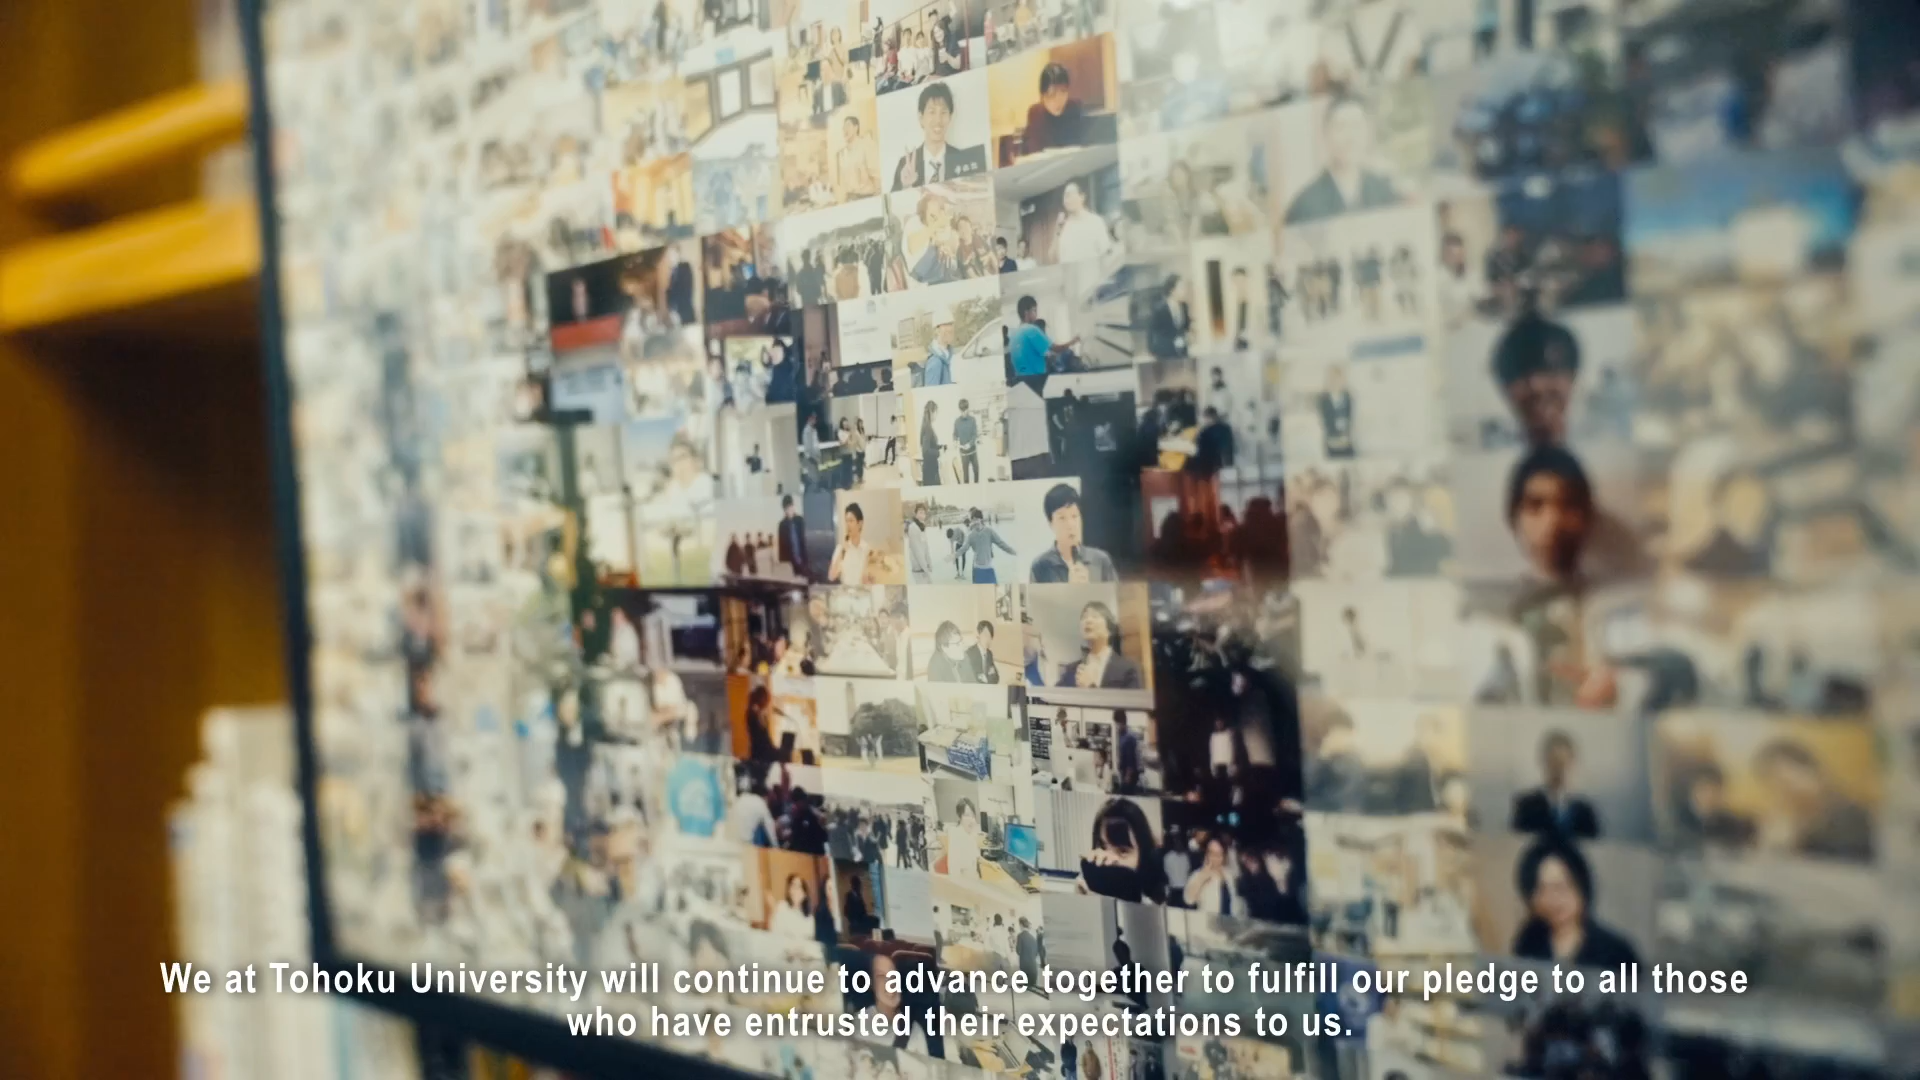 We at Tohoku University will continue to advance together to fulfill our pledge to all those
who have entrusted their expectations to us.